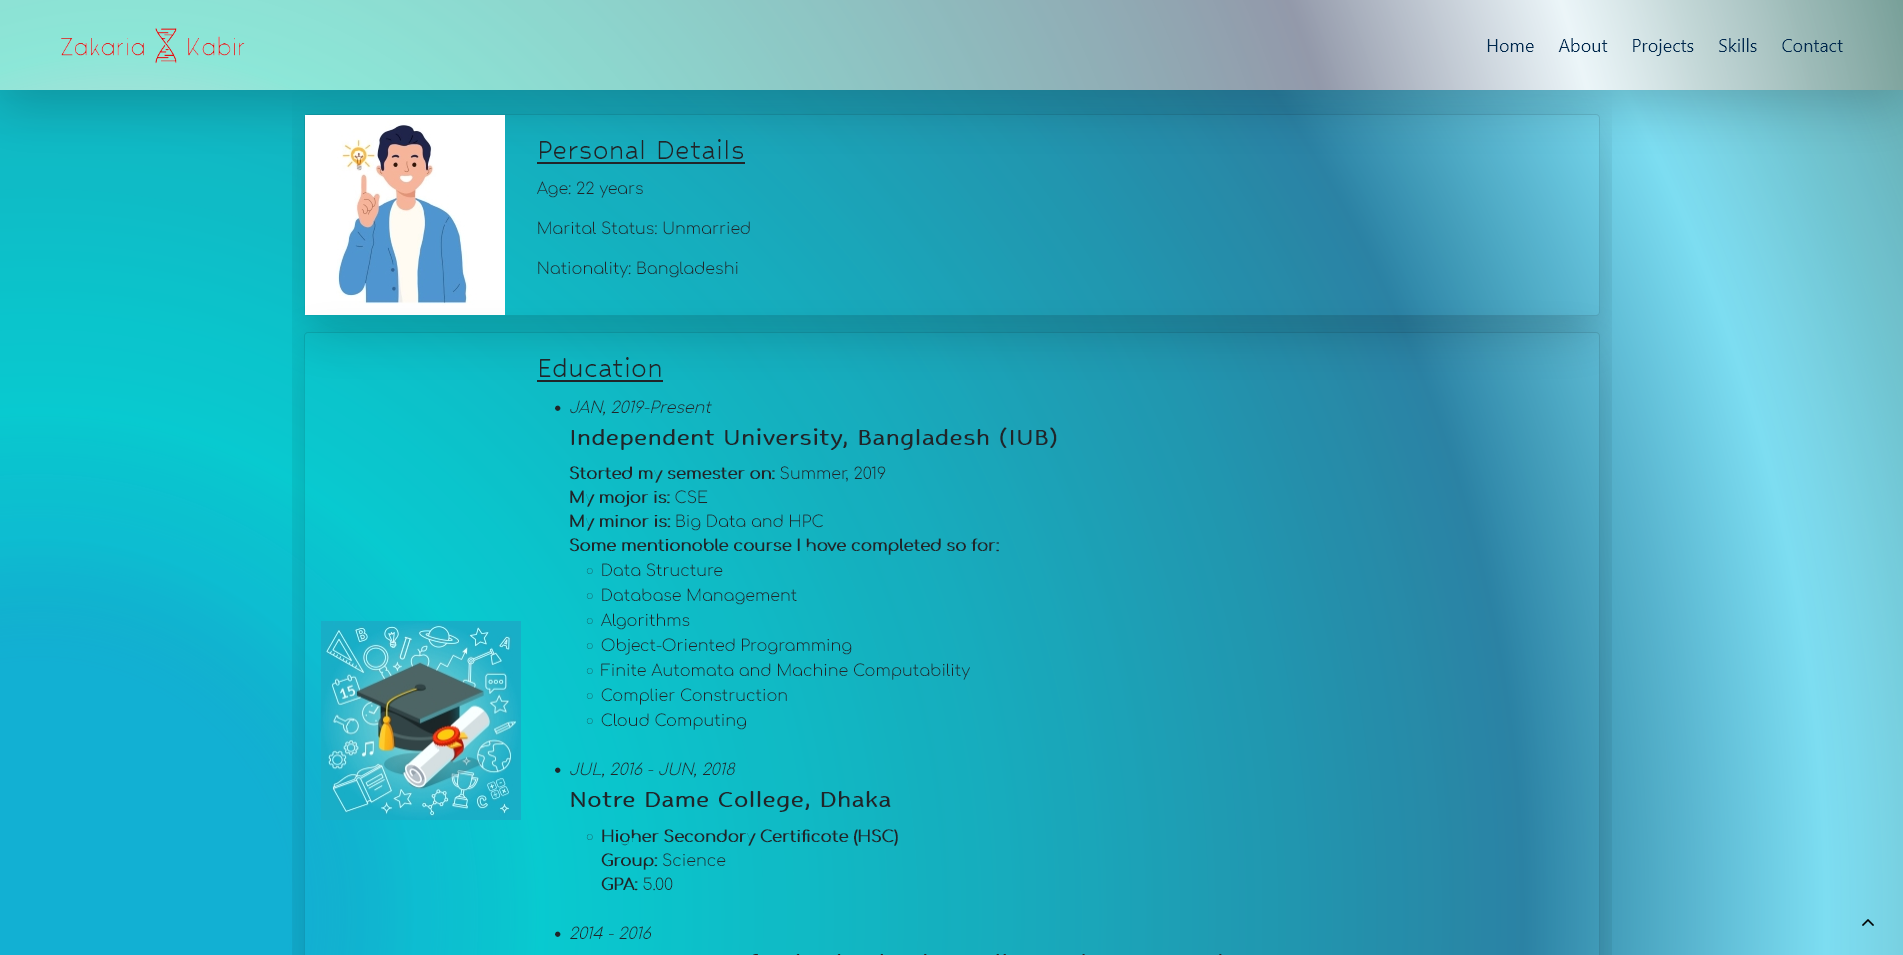 Zakaria Kabir
Home About Projects Skills Contact
Personal Details
Age: 22 years
Marital Status: Unmarried
Nationality: Bangladeshi
Education
JAN, 2019-Present
Independent University, Bangladesh (IUB)
Started my semester on: Summer, 2019
My major is: CSE
My minor is: Big Data and HPC
Some mentionable course I have completed so far:
Data Structure
Database Management
Algorithms
Object-Oriented Programming
Finite Automata and Machine Computability
Complier Construction
Cloud Computing
JUL, 2016 - JUN, 2018
Notre Dame College, Dhaka
Higher Secondary Certificate (HSC)
Group: Science
GPA: 5.00
2014 - 2016
B
A
15
C